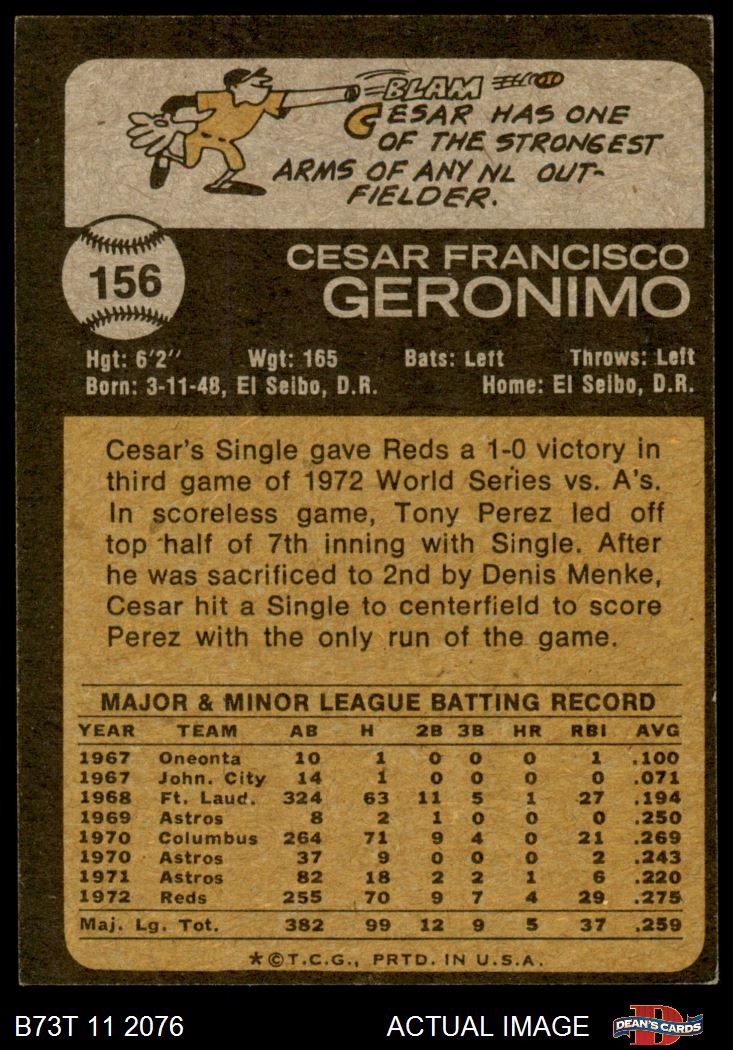 BLAM
CESAR HAS ONE
OF THE STRONGEST
ARMS OF ANY NL OUT-
FIELDER.
156
CESAR FRANCISCO
GERONIMO
Hgt: 6'2" Wgt: 165 Bats: Left Throws: Left
Born: 3-11-48, El Seibo, D.R. Home: El Seibo, D.R.
Cesar's Single gave Reds a 1-0 victory in
third game of 1972 World Series vs. A's.
In scoreless game, Tony Perez led off
top half of 7th inning with Single. After
he was sacrificed to 2nd by Denis Menke,
Cesar hit a Single to centerfield to score
Perez with the only run of the game.
MAJOR & MINOR LEAGUE BATTING RECORD
YEAR TEAM AB H 2B 3B HR RBI AVG
1967 Oneonta 10 1 0 0 0 1 .100
1967 John. City 14 1 0 0 0 0 .071
1968 Ft. Laud. 324 63 11 5 1 27 .194
1969 Astros 8 2 1 0 0 0 .250
1970 Columbus 264 71 9 4 0 21 .269
1970 Astros 37 9 0 0 0 2 .243
1971 Astros 82 18 2 2 1 6 .220
1972 Reds 255 70 9 7 4 29 .275
Maj. Lg. Tot. 382 99 12 9 5 37 .259
*©T.C.G., PRTD. IN U.S.A.
B73T 11 2076 ACTUAL IMAGE D DEAN'S CARDS